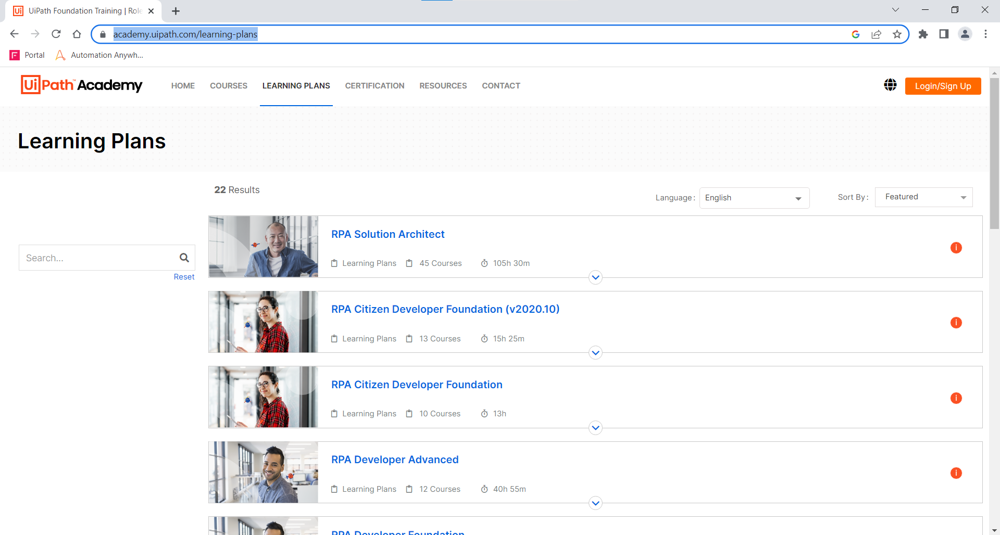 UiPath Foundation Training | Role
academy.uipath.com/learning-plans
Portal
Automation Anywh...
UiPath™ Academy
HOME
COURSES
LEARNING PLANS
CERTIFICATION
RESOURCES
CONTACT
Login/Sign Up
Learning Plans
22 Results
Language:
English
Sort By:
Featured
Search...
Reset
RPA Solution Architect
Learning Plans
45 Courses
105h 30m
RPA Citizen Developer Foundation (v2020.10)
Learning Plans
13 Courses
15h 25m
RPA Citizen Developer Foundation
Learning Plans
10 Courses
13h
RPA Developer Advanced
Learning Plans
12 Courses
40h 55m
RPA Developer Foundation